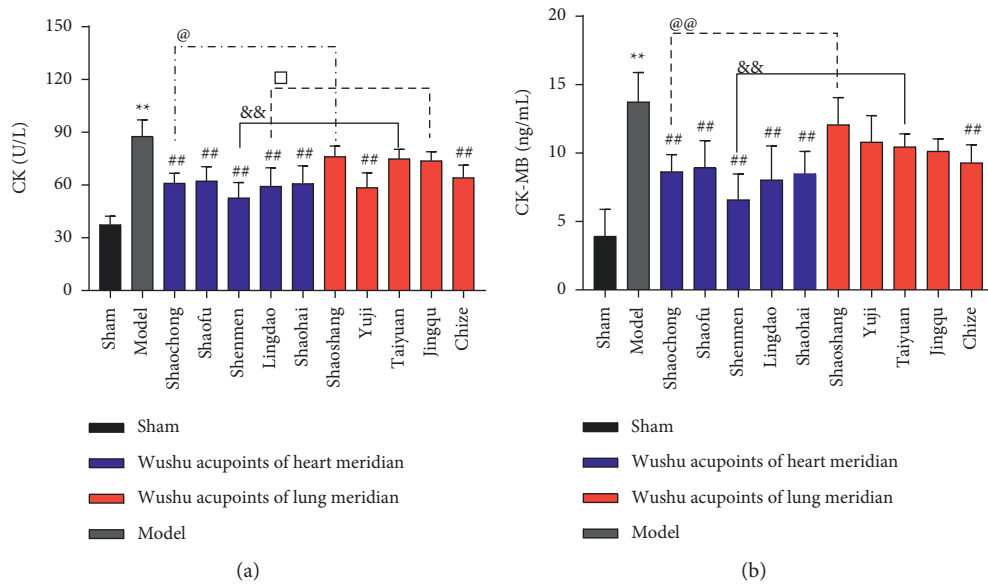 (a)
150
120
90
60
30
0
CK (U/L)
@
□
&&
**
##
##
##
##
##
##
##
Sham
Model
Shaochong
Shaofu
Shenmen
Lingdao
Shaohai
Shaoshang
Yuji
Taiyuan
Jingqu
Chize
Sham
Wushu acupoints of heart meridian
Wushu acupoints of lung meridian
Model
(a)
20
15
10
5
0
CK-MB (ng/mL)
@@
&&
**
##
##
##
##
##
##
Sham
Model
Shaochong
Shaofu
Shenmen
Lingdao
Shaohai
Shaoshang
Yuji
Taiyuan
Jingqu
Chize
Sham
Wushu acupoints of heart meridian
Wushu acupoints of lung meridian
Model
(b)